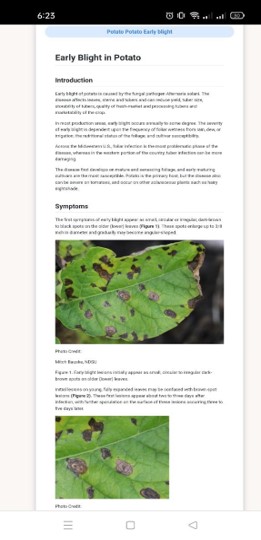 6:23
Potato Potato Early blight
Early Blight in Potato
Introduction
Early blight of potato is caused by the fungal pathogen Alternaria solani. The
disease affects leaves, stems and tubers and can reduce yield, tuber size,
storability of tubers, quality of fresh-market and processing tubers and
marketability of the crop.
In most production areas, early blight occurs annually to some degree. The severity
of early blight is dependent upon the frequency of foliar wetness from rain, dew, or
irrigation; the nutritional status of the foliage; and cultivar susceptibility.
Across the Midwestern U.S., foliar infection is the most problematic phase of the
disease, whereas in the western portion of the country tuber infection can be more
damaging.
The disease first develops on mature and senescing foliage, and early maturing
cultivars are the most susceptible. Potato is the primary host, but the disease also
can be severe on tomatoes, and occur on other solanaceous plants such as hairy
nightshade.
Symptoms
The first symptoms of early blight appear as small, circular or irregular, dark-brown
to black spots on the older (lower) leaves (Figure 1). These spots enlarge up to 3/8
inch in diameter and gradually may become angular-shaped.
Photo Credit:
Mitch Bauske, NDSU
Figure 1. Early blight lesions initially appear as small, circular to irregular dark-
brown spots on older (lower) leaves.
Initial lesions on young, fully expanded leaves may be confused with brown spot
lesions (Figure 2). These first lesions appear about two to three days after
infection, with further sporulation on the surface of these lesions occurring three to
five days later.
Photo Credit: